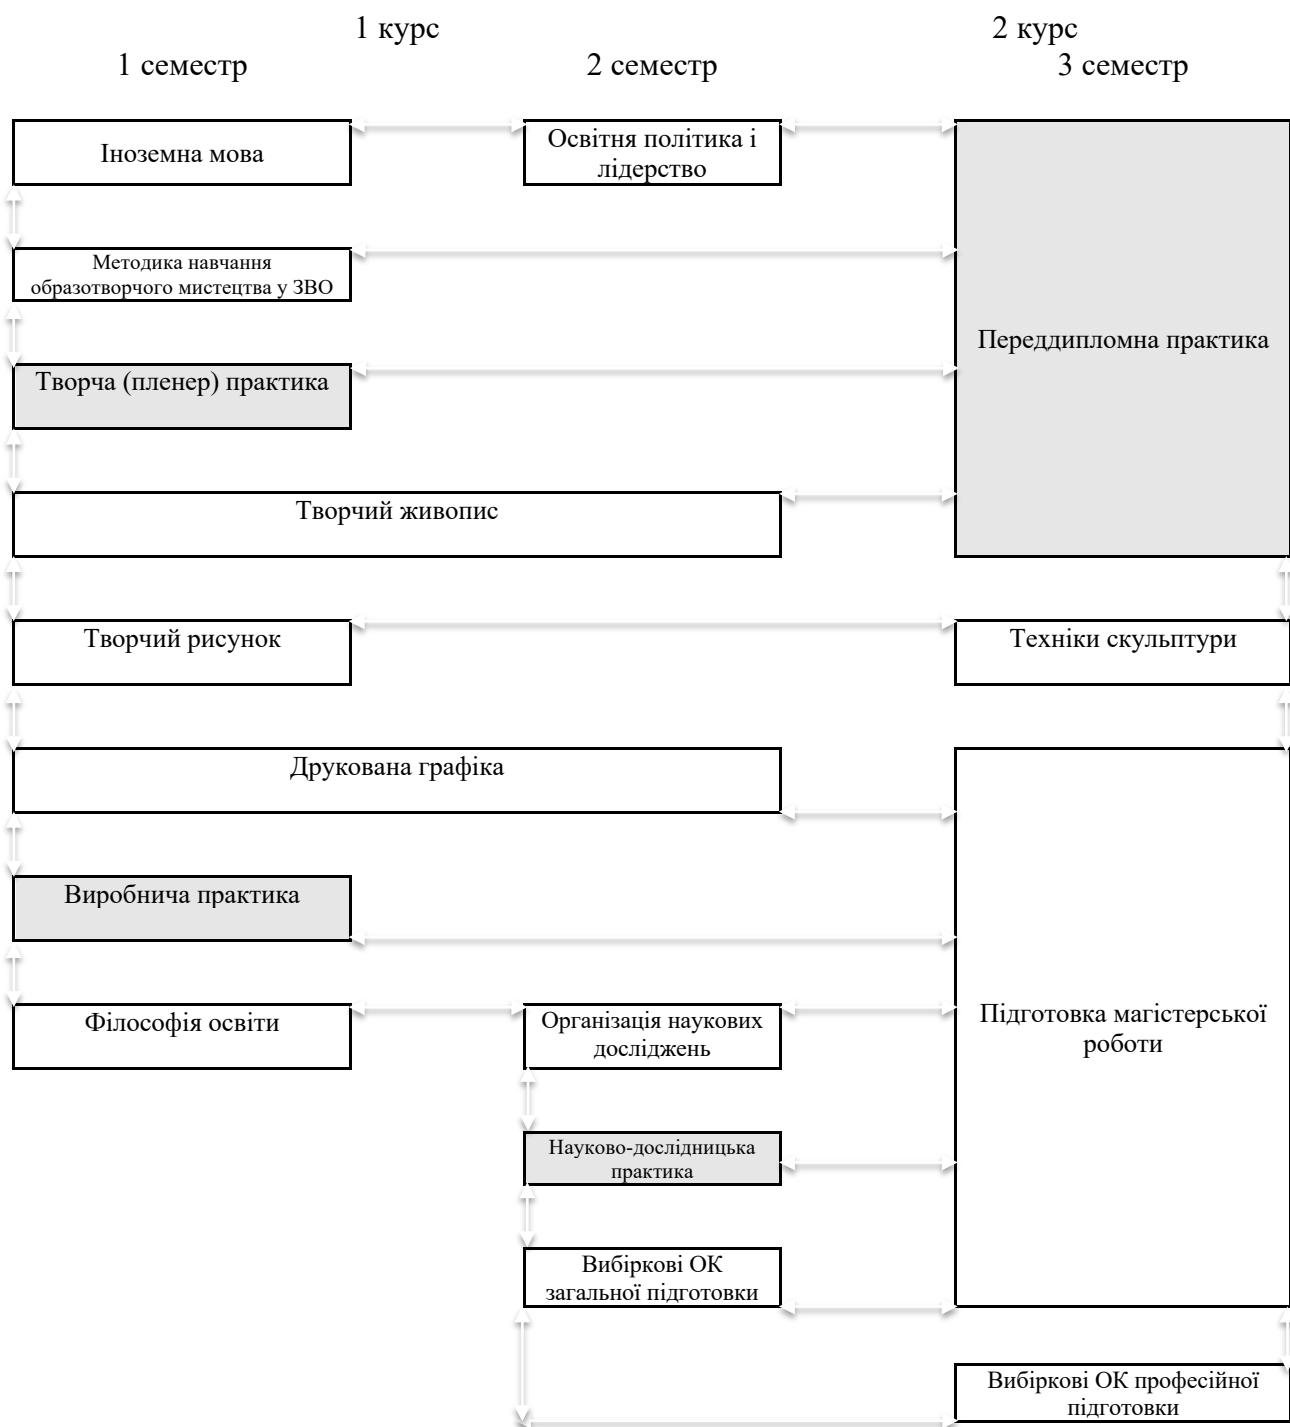 1 курс
2 курс
1 семестр
2 семестр
3 семестр
Іноземна мова
Освітня політика і
лідерство
Методика навчання
образотворчого мистецтва у ЗВО
Переддипломна практика
Творча (пленер) практика
Творчий живопис
Творчий рисунок
Техніки скульптури
Друкована графіка
Виробнича практика
Філософія освіти
Організація наукових
досліджень
Підготовка магістерської
роботи
Науково-дослідницька
практика
Вибіркові ОК
загальної підготовки
Вибіркові ОК професійної
підготовки